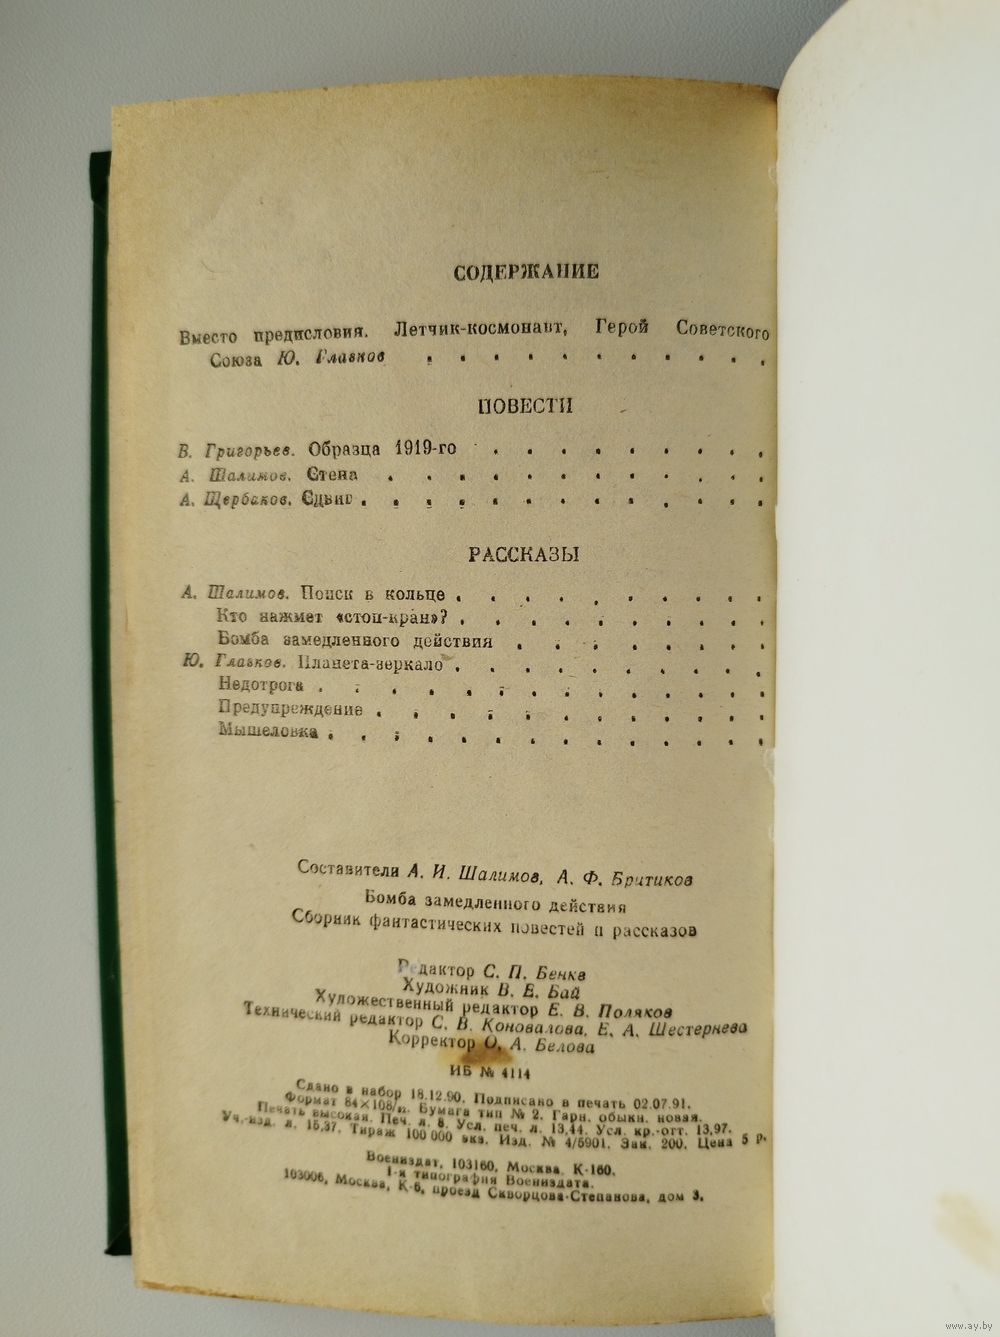 СОДЕРЖАНИЕ
Вместо предисловия. Летчик-космонавт, Герой Советского
Союза Ю. Глазков . . . . . . . . . . .
ПОВЕСТИ
В. Григорьев. Образца 1919-го . . . . . . . . .
А. Шалимов. Стена . . . . . . . . . . . .
А. Щербаков. Сдвиг . . . . . . . . . . . . .
РАССКАЗЫ
А. Шалимов. Поиск в кольце . . . . . . . . . .
Кто нажмет «стоп-кран»? . . . . . . . . . .
Бомба замедленного действия . . . . . . . .
Ю. Глазков. Планета-зеркало . . . . . . . . . .
Недотрога . . . . . . . . . . . . . .
Предупреждение . . . . . . . . . . . .
Мышеловка . . . . . . . . . . . . . .
Составители А. И. Шалимов, А. Ф. Бритиков
Бомба замедленного действия
Сборник фантастических повестей и рассказов
Редактор С. П. Бенке
Художник В. Е. Бай
Художественный редактор Е. В. Поляков
Технический редактор С. В. Коновалова, Е. А. Шестернева
Корректор О. А. Белова
ИБ № 4114
Сдано в набор 18.12.90. Подписано в печать 02.07.91.
Формат 84×108/32. Бумага тип № 2. Гарн. обыкн. новая.
Печать высокая. Печ. л. 8. Усл. печ. л. 13,44. Усл. кр.-отт. 13,97.
Уч.-изд. л. 15,37. Тираж 100 000 экз. Изд. № 4/5901. Зак. 200. Цена 5 р.
Воениздат, 103160, Москва, К-160.
1-я типография Воениздата.
103006, Москва, К-6, проезд Скворцова-Степанова, дом 3.
www.ay.by